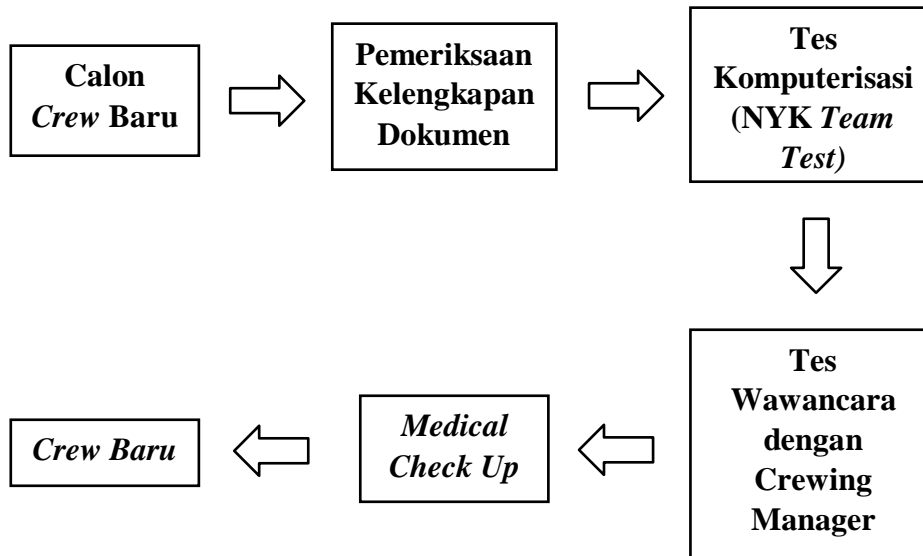 Calon
Crew Baru
Pemeriksaan
Kelengkapan
Dokumen
Tes
Komputerisasi
(NYK Team
Test)
Tes
Wawancara
dengan
Crewing
Manager
Medical
Check Up
Crew Baru